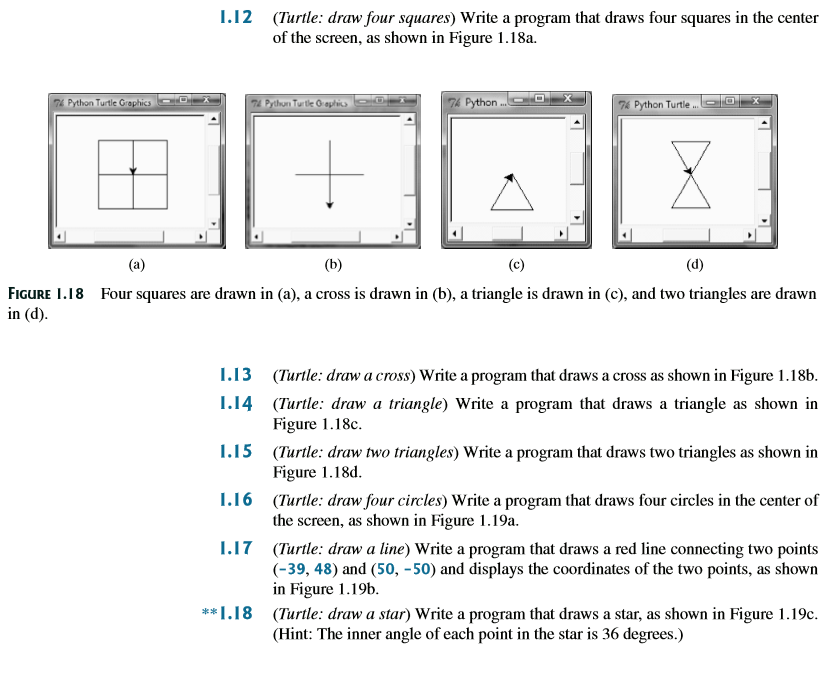 1.12 (Turtle: draw four squares) Write a program that draws four squares in the center
of the screen, as shown in Figure 1.18a.
Python Turtle Graphics
Python Turtle Graphics
Python ...
Python Turtle ...
(a)
(b)
(c)
(d)
FIGURE 1.18 Four squares are drawn in (a), a cross is drawn in (b), a triangle is drawn in (c), and two triangles are drawn
in (d).
1.13 (Turtle: draw a cross) Write a program that draws a cross as shown in Figure 1.18b.
1.14 (Turtle: draw a triangle) Write a program that draws a triangle as shown in
Figure 1.18c.
1.15 (Turtle: draw two triangles) Write a program that draws two triangles as shown in
Figure 1.18d.
1.16 (Turtle: draw four circles) Write a program that draws four circles in the center of
the screen, as shown in Figure 1.19a.
1.17 (Turtle: draw a line) Write a program that draws a red line connecting two points
(-39, 48) and (50, -50) and displays the coordinates of the two points, as shown
in Figure 1.19b.
**1.18 (Turtle: draw a star) Write a program that draws a star, as shown in Figure 1.19c.
(Hint: The inner angle of each point in the star is 36 degrees.)